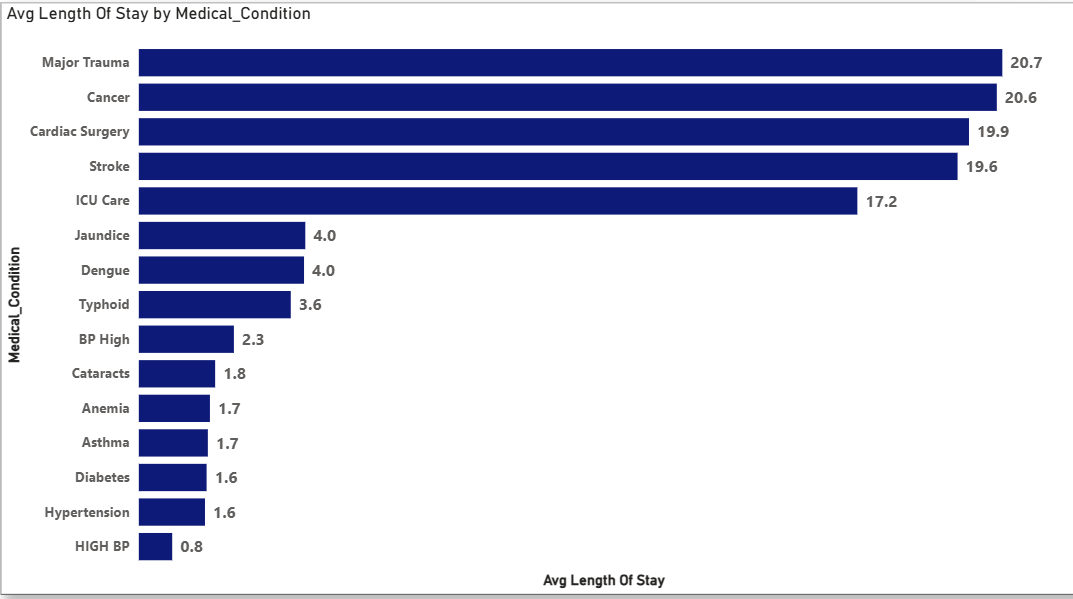 Avg Length Of Stay by Medical_Condition
Major Trauma 20.7
Cancer 20.6
Cardiac Surgery 19.9
Stroke 19.6
ICU Care 17.2
Jaundice 4.0
Dengue 4.0
Typhoid 3.6
BP High 2.3
Cataracts 1.8
Anemia 1.7
Asthma 1.7
Diabetes 1.6
Hypertension 1.6
HIGH BP 0.8
Medical_Condition
Avg Length Of Stay